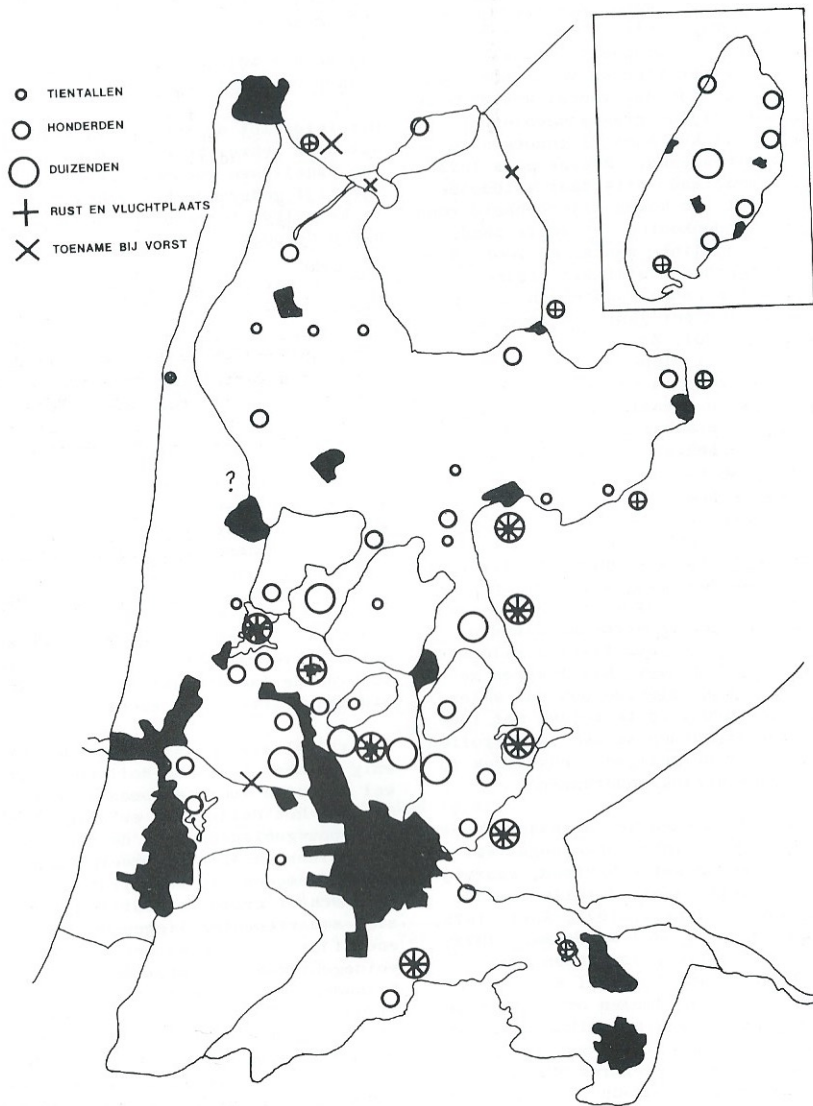 TIENTALLEN
HONDERDEN
DUIZENDEN
RUST EN VLUCHTPLAATS
TOENAME BIJ VORST
?